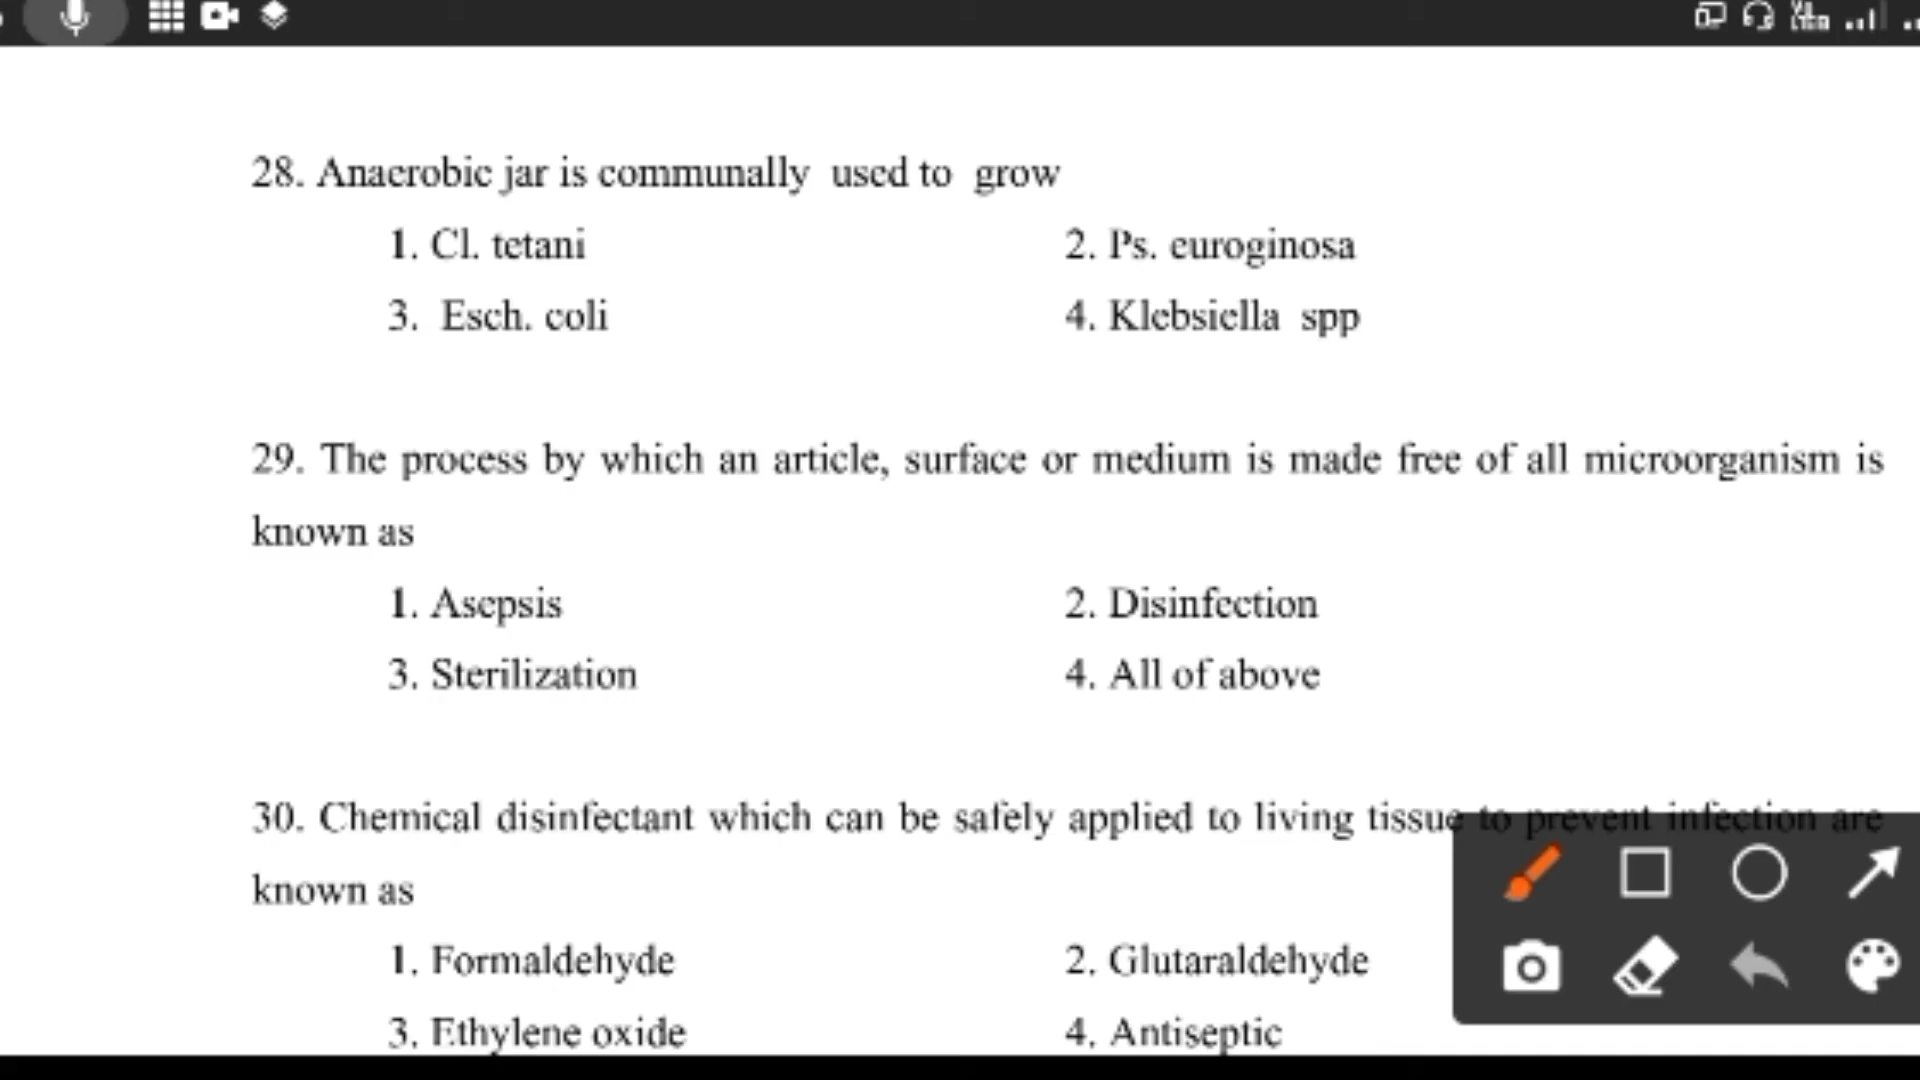 28. Anaerobic jar is communally used to grow
1. Cl. tetani 2. Ps. euroginosa
3. Esch. coli 4. Klebsiella spp
29. The process by which an article, surface or medium is made free of all microorganism is
known as
1. Asepsis 2. Disinfection
3. Sterilization 4. All of above
30. Chemical disinfectant which can be safely applied to living tissue to prevent infection are
known as
1. Formaldehyde 2. Glutaraldehyde
3. Ethylene oxide 4. Antiseptic